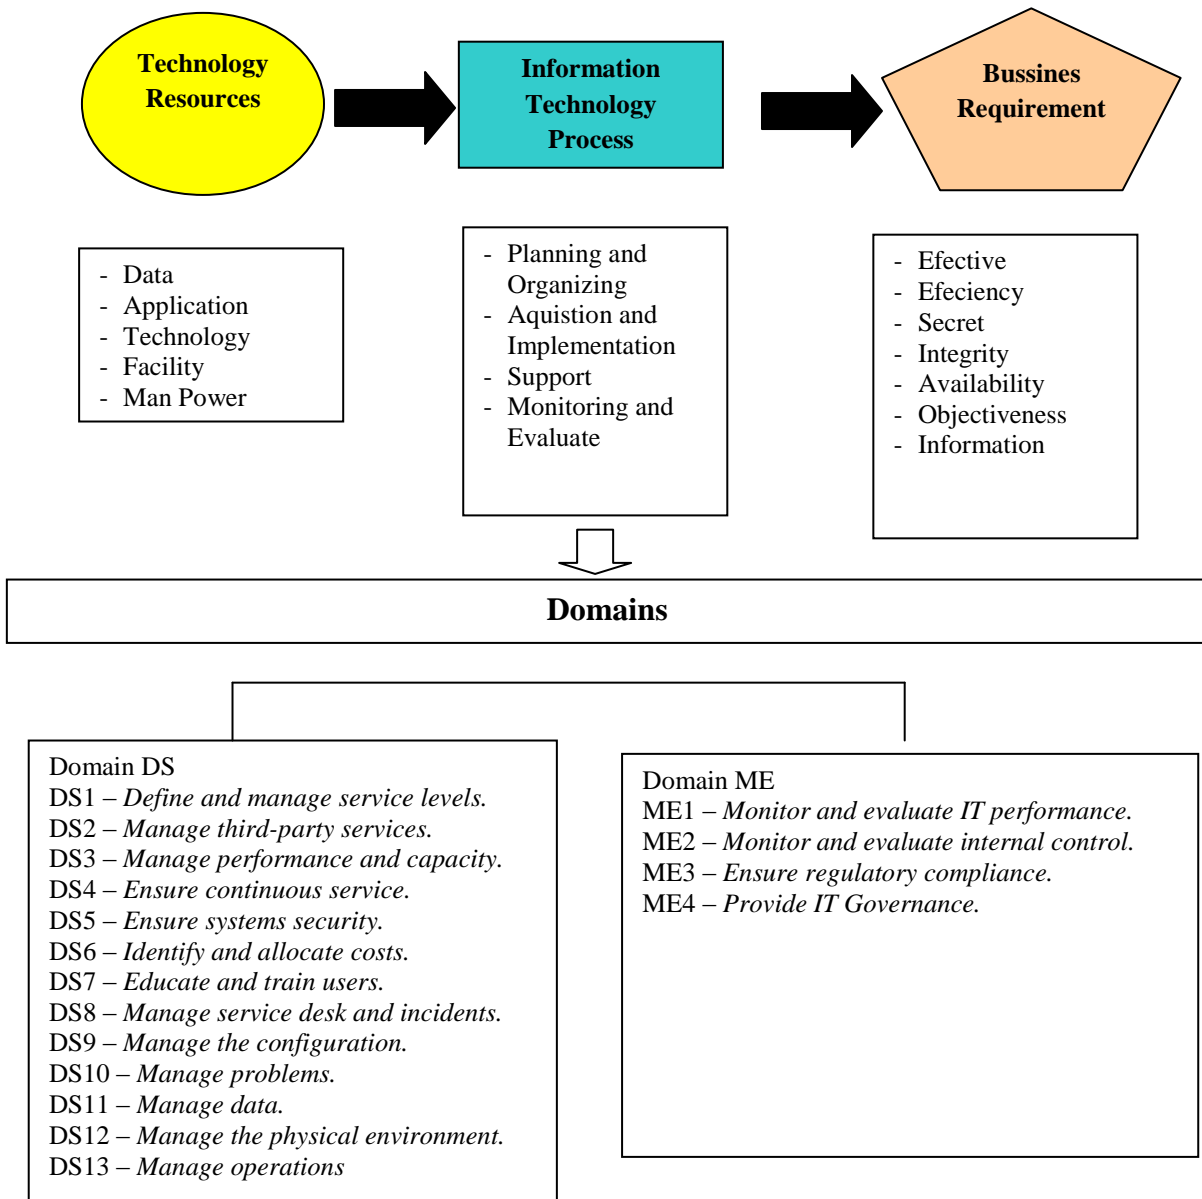 Technology
Resources
Information
Technology
Process
Bussines
Requirement
- Data
- Application
- Technology
- Facility
- Man Power
- Planning and
Organizing
- Aquistion and
Implementation
- Support
- Monitoring and
Evaluate
- Efective
- Efeciency
- Secret
- Integrity
- Availability
- Objectiveness
- Information
Domains
Domain DS
DS1 – Define and manage service levels.
DS2 – Manage third-party services.
DS3 – Manage performance and capacity.
DS4 – Ensure continuous service.
DS5 – Ensure systems security.
DS6 – Identify and allocate costs.
DS7 – Educate and train users.
DS8 – Manage service desk and incidents.
DS9 – Manage the configuration.
DS10 – Manage problems.
DS11 – Manage data.
DS12 – Manage the physical environment.
DS13 – Manage operations
Domain ME
ME1 – Monitor and evaluate IT performance.
ME2 – Monitor and evaluate internal control.
ME3 – Ensure regulatory compliance.
ME4 – Provide IT Governance.